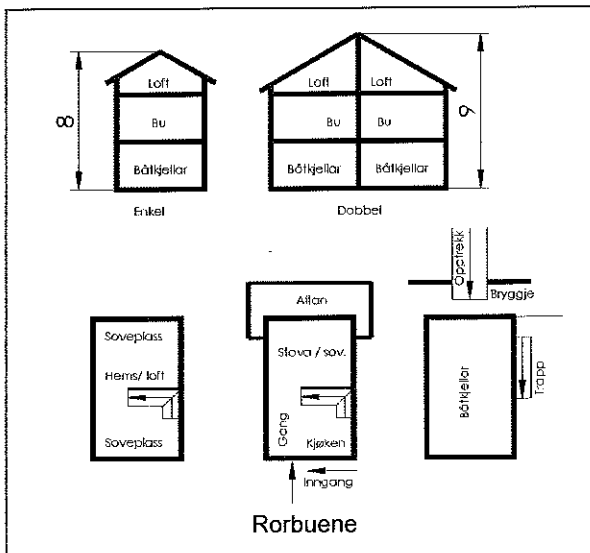 Loft
Bu
Båtkjellar
8
Enkel
Loft Loft
Bu Bu
Båtkjellar Båtkjellar
9
Dobbel
Soveplass
Hems/ loft
Soveplass
Altan
Stova / sov.
Gang
Kjøken
Inngang
Opptrekk
Bryggje
Båtkjellar
Trapp
Rorbuene